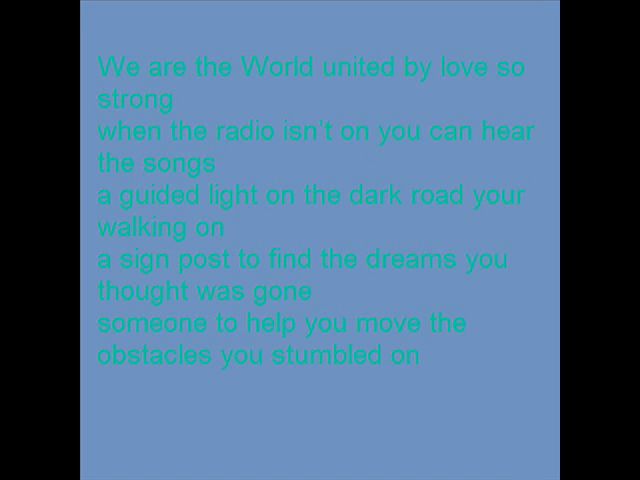 We are the World united by love so
strong
when the radio isn't on you can hear
the songs
a guided light on the dark road your
walking on
a sign post to find the dreams you
thought was gone
someone to help you move the
obstacles you stumbled on